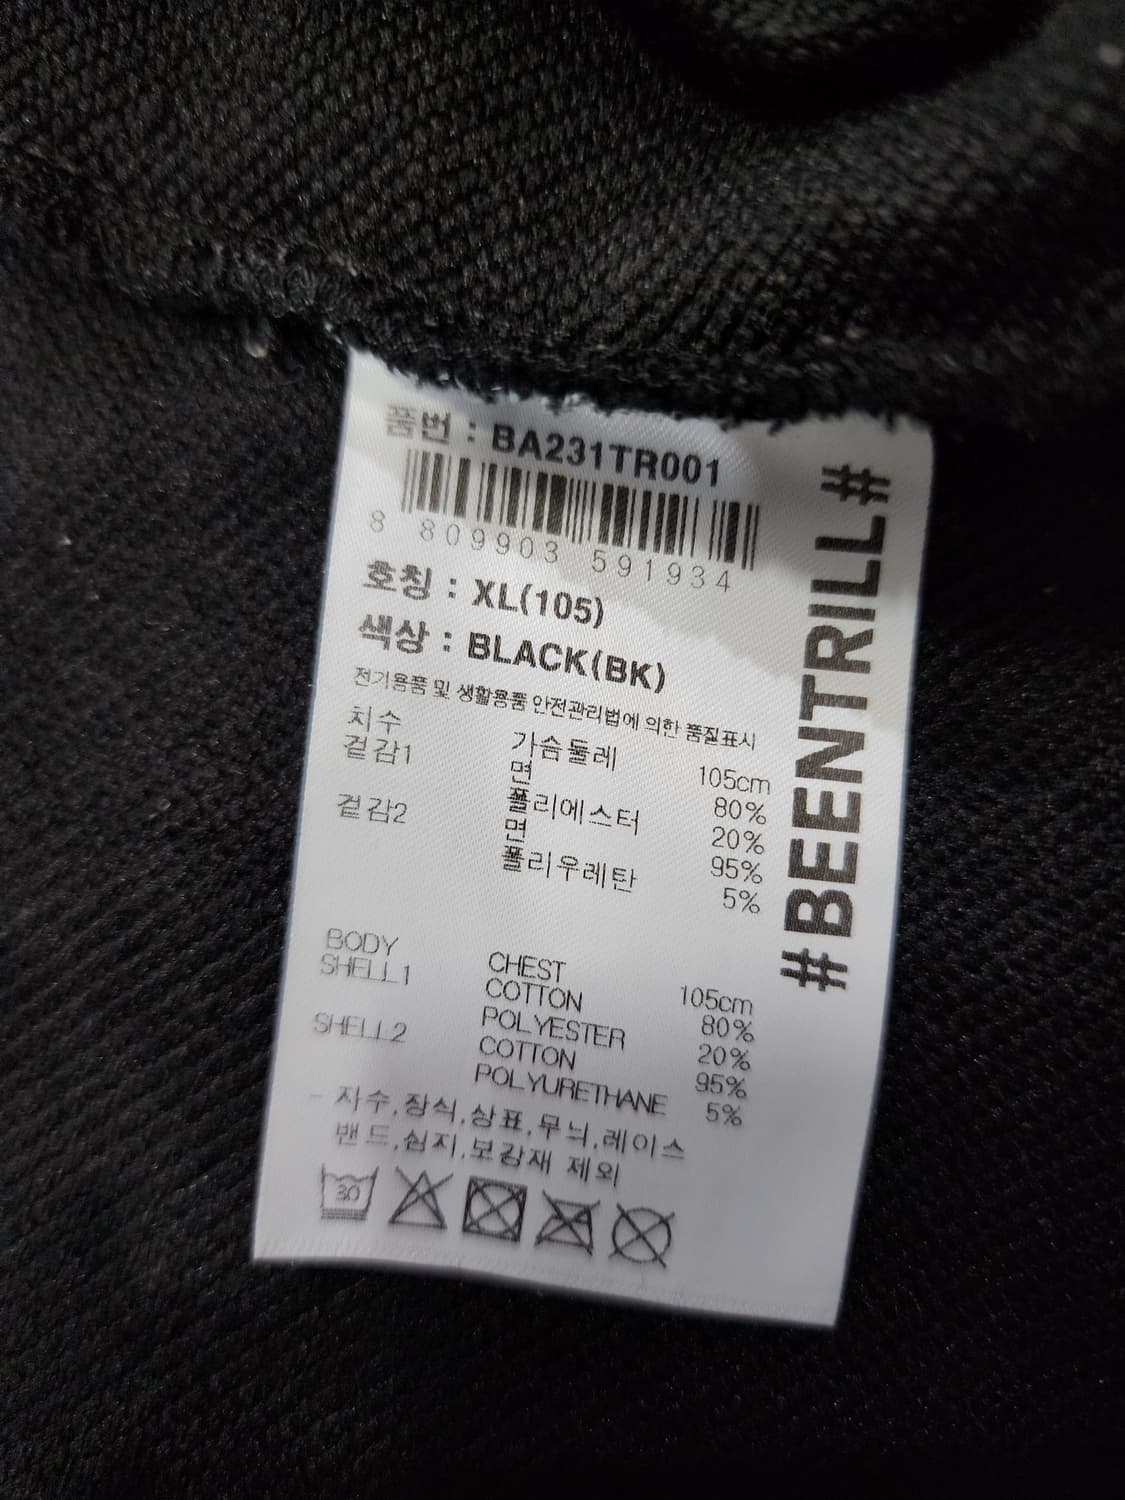 품번 : BA231TR001
8 809903 591934
호칭 : XL(105)
색상 : BLACK(BK)
전기용품 및 생활용품 안전관리법에 의한 품질표시
치수 가슴둘레 105cm
겉감1 면 80%
폴리에스터 20%
겉감2 면 95%
폴리우레탄 5%
BODY CHEST 105cm
SHELL1 COTTON 80%
POLYESTER 20%
SHELL2 COTTON 95%
POLYURETHANE 5%
- 자수,장식,상표,무늬,레이스
밴드,심지,보강재 제외
30
#BEENTRILL#